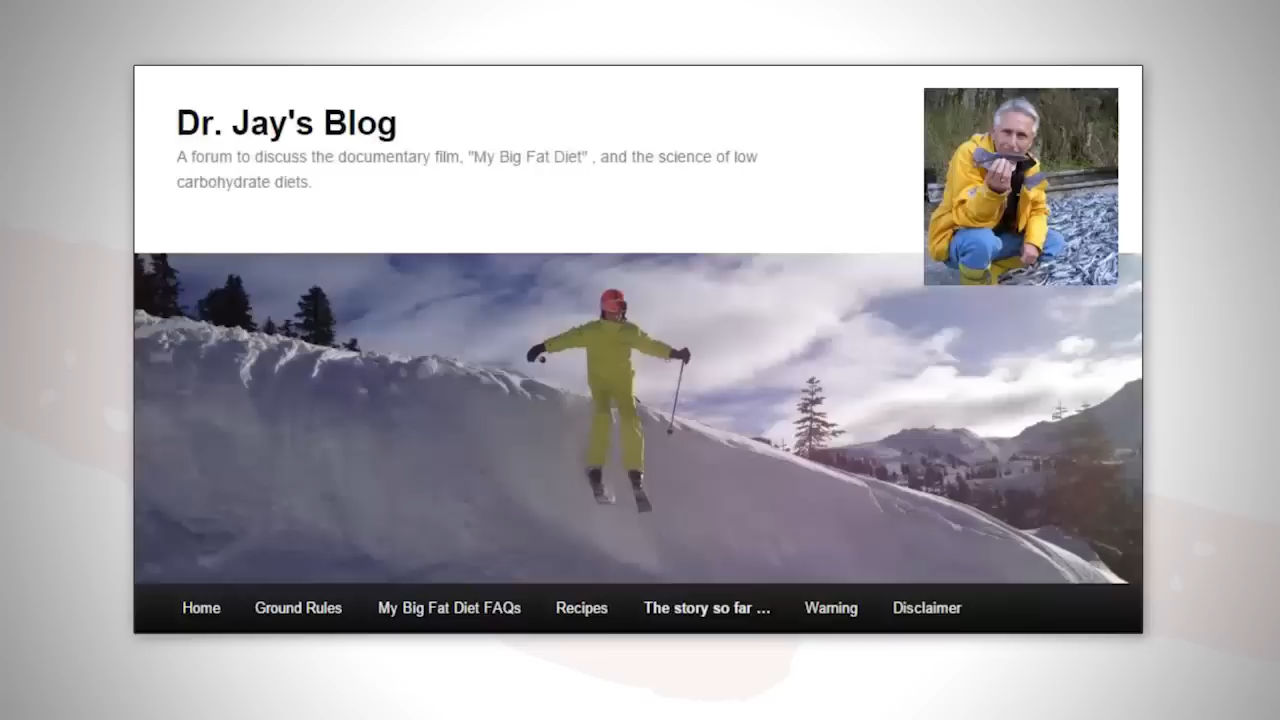 Dr. Jay's Blog
A forum to discuss the documentary film, "My Big Fat Diet" , and the science of low
carbohydrate diets.
Home Ground Rules My Big Fat Diet FAQs Recipes The story so far ... Warning Disclaimer